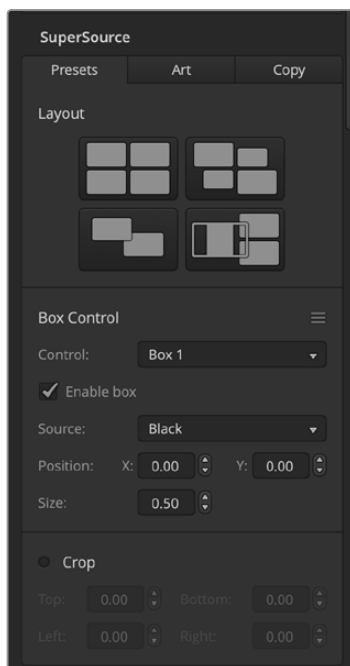 SuperSource
Presets Art Copy
Layout
Box Control
Control: Box 1
Enable box
Source: Black
Position: X: 0.00 Y: 0.00
Size: 0.50
Crop
Top: 0.00 Bottom: 0.00
Left: 0.00 Right: 0.00